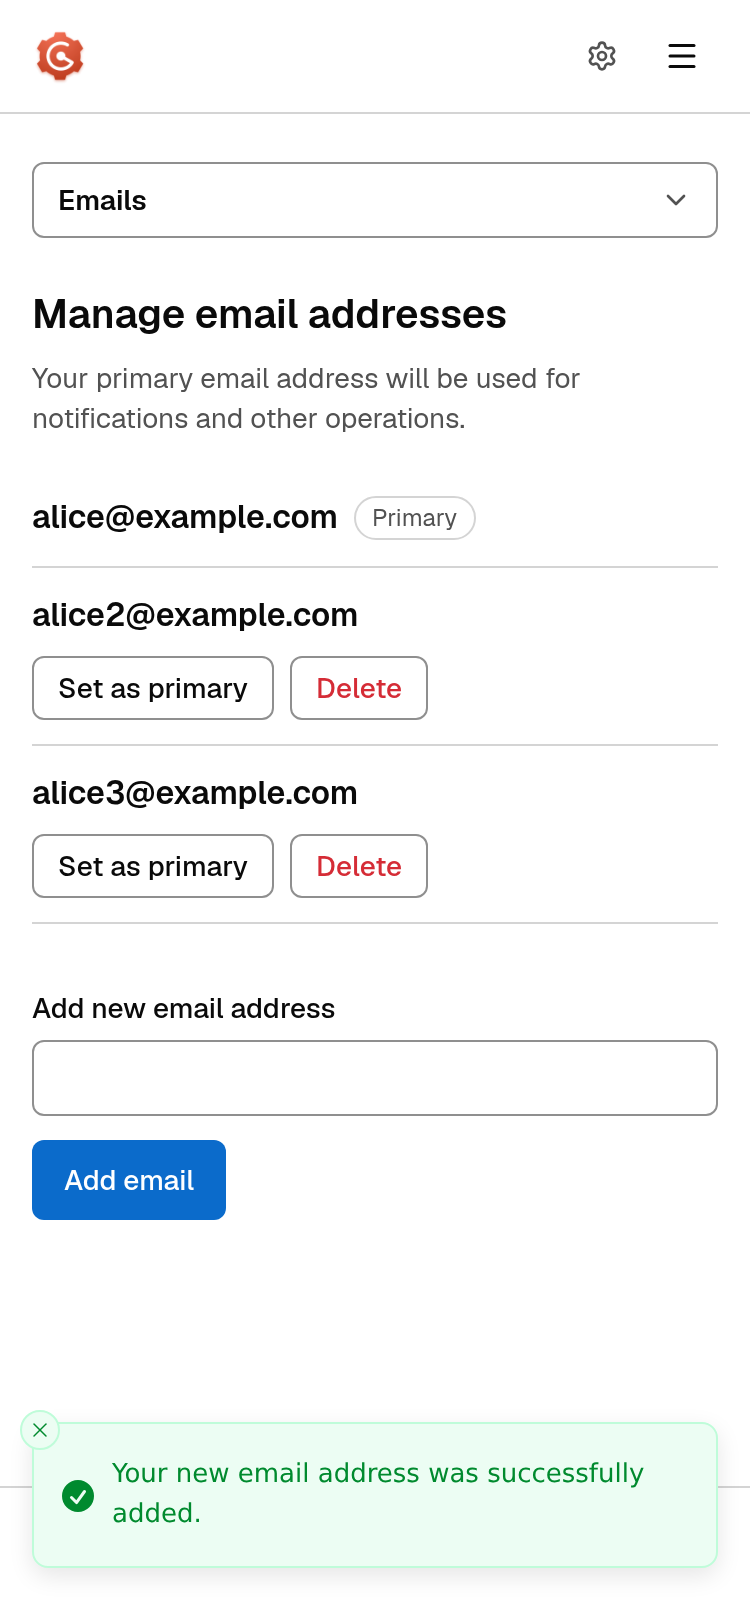 Emails
Manage email addresses
Your primary email address will be used for
notifications and other operations.
alice@example.com Primary
alice2@example.com
Set as primary Delete
alice3@example.com
Set as primary Delete
Add new email address
Add email
Your new email address was successfully
added.